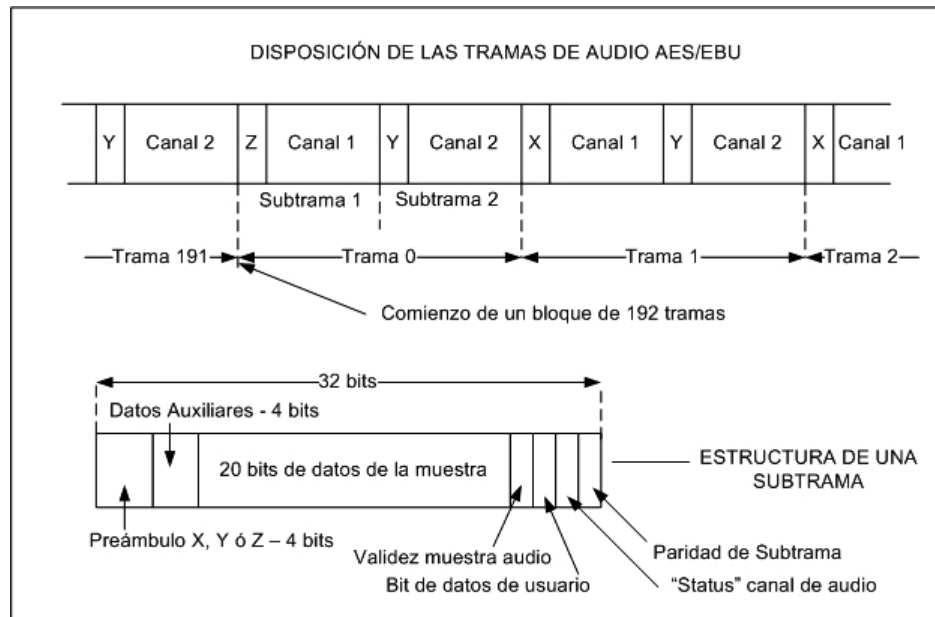 DISPOSICIÓN DE LAS TRAMAS DE AUDIO AES/EBU
Y Canal 2 Z Canal 1 Y Canal 2 X Canal 1 Y Canal 2 X Canal 1
Subtrama 1 Subtrama 2
Trama 191 Trama 0 Trama 1 Trama 2
Comienzo de un bloque de 192 tramas
32 bits
Datos Auxiliares - 4 bits
20 bits de datos de la muestra
ESTRUCTURA DE UNA
SUBTRAMA
Preámbulo X, Y ó Z – 4 bits
Validez muestra audio
Paridad de Subtrama
Bit de datos de usuario
“Status” canal de audio